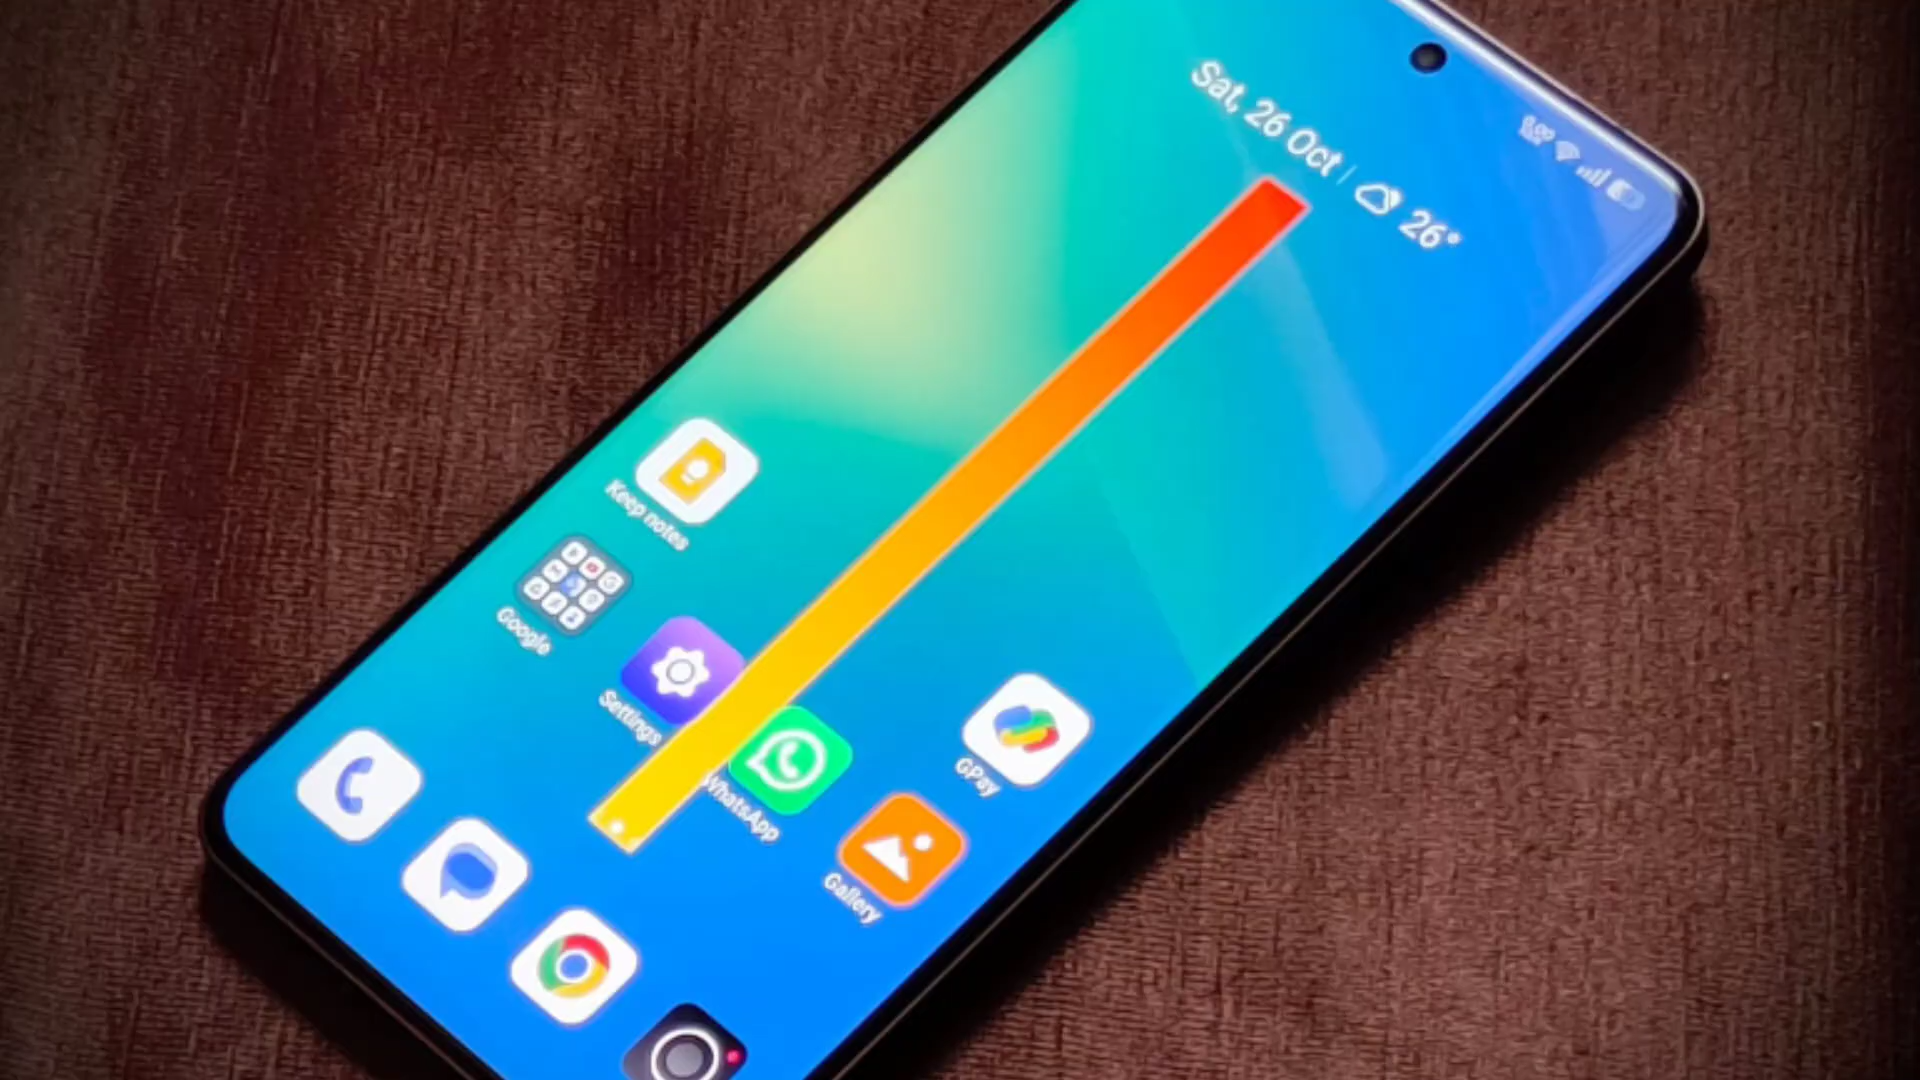 Sat, 26 Oct | 26°
Keep notes
Google
Settings
WhatsApp
GPay
Gallery